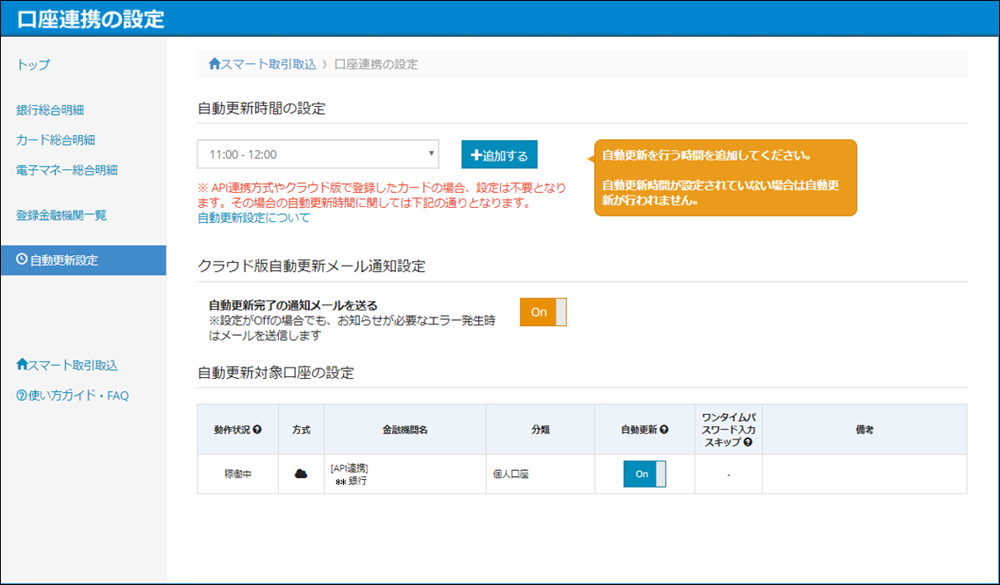 口座連携の設定
トップ
銀行総合明細
カード総合明細
電子マネー総合明細
登録金融機関一覧
自動更新設定
スマート取引取込
使い方ガイド・FAQ
スマート取引取込 》 口座連携の設定
自動更新時間の設定
11:00 - 12:00
+追加する
自動更新を行う時間を追加してください。
自動更新時間が設定されていない場合は自動更
新が行われません。
※ API連携方式やクラウド版で登録したカードの場合、設定は不要となり
ます。その場合の自動更新時間に関しては下記の通りとなります。
自動更新設定について
クラウド版自動更新メール通知設定
自動更新完了の通知メールを送る
※設定がOffの場合でも、お知らせが必要なエラー発生時
はメールを送信します
On
自動更新対象口座の設定
動作状況 方式 金融機関名 分類 自動更新 ワンタイムパ
スワード入力
スキップ 備考
稼働中 [API連携]
** 銀行 個人口座 On -